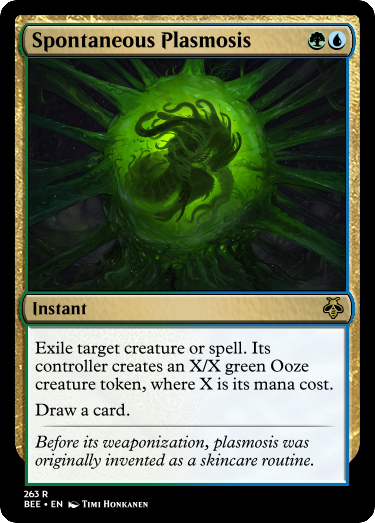 Spontaneous Plasmosis
Instant
Exile target creature or spell. Its
controller creates an X/X green Ooze
creature token, where X is its mana cost.
Draw a card.
Before its weaponization, plasmosis was
originally invented as a skincare routine.
263 R
BEE • EN Timi Honkanen